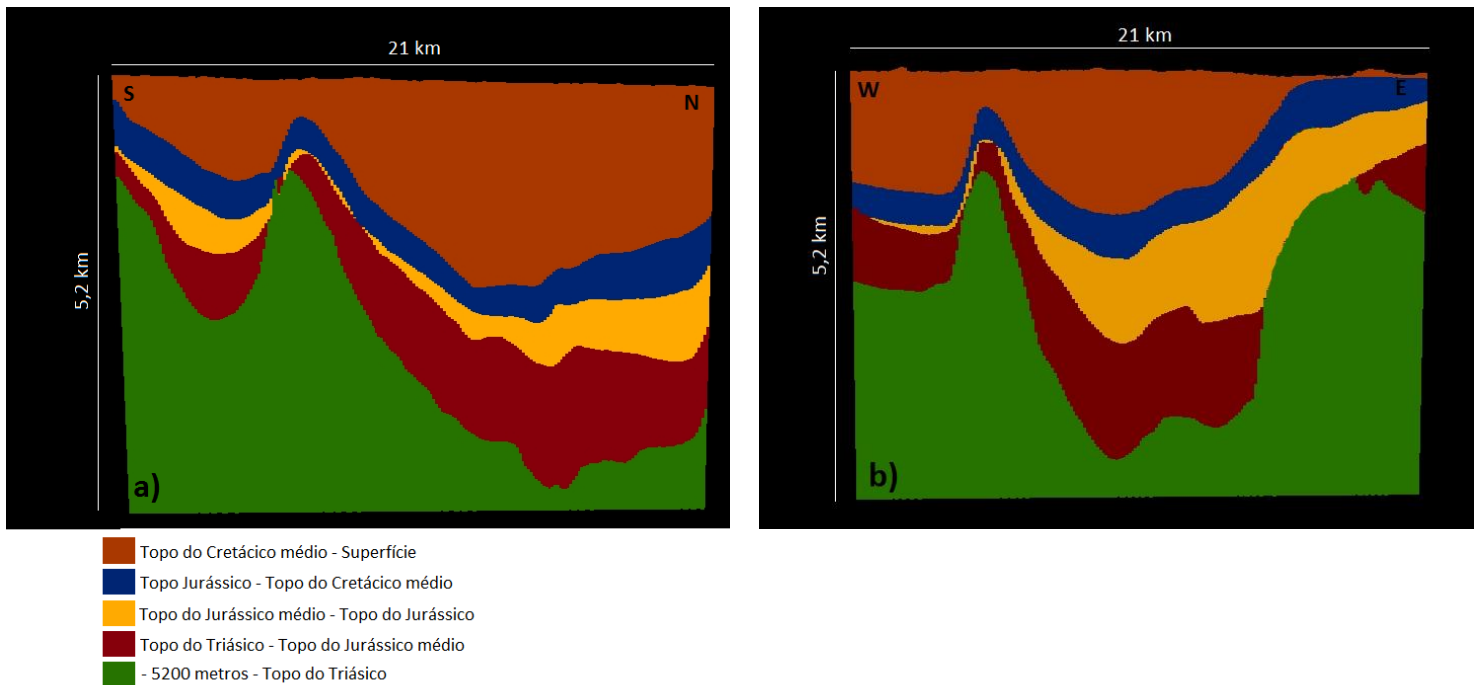 21 km
S
N
5,2 km
a)
21 km
W
E
5,2 km
b)
Topo do Cretácico médio - Superfície
Topo Jurássico - Topo do Cretácico médio
Topo do Jurássico médio - Topo do Jurássico
Topo do Triásico - Topo do Jurássico médio
- 5200 metros - Topo do Triásico